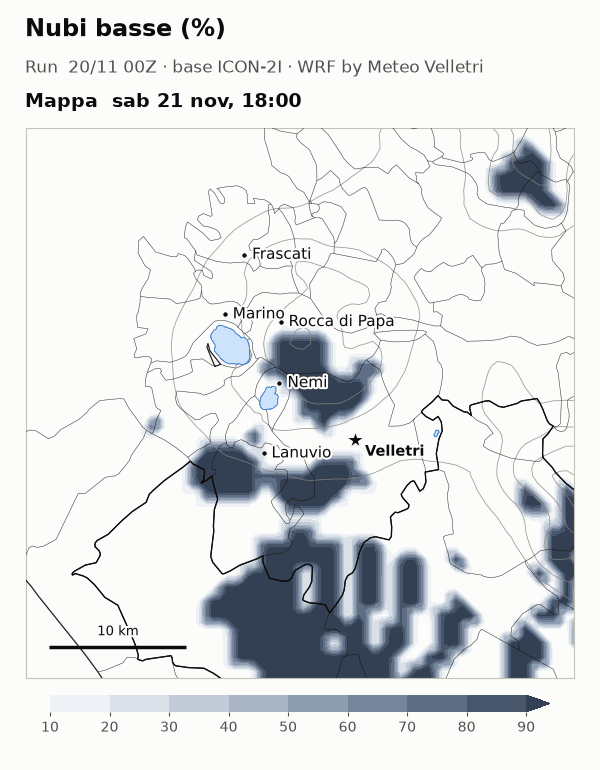 Nubi basse (%)
Run 20/11 00Z · base ICON-2I · WRF by Meteo Velletri
Mappa sab 21 nov, 18:00
Frascati
Marino
Rocca di Papa
Nemi
Velletri
Lanuvio
10 km
10 20 30 40 50 60 70 80 90